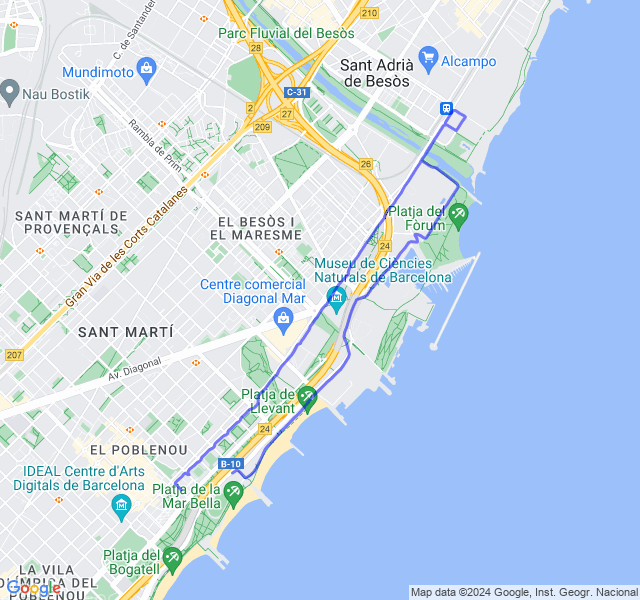 C. de Santander
210
Parc Fluvial del Besòs
28
Sant Adrià
de Besòs
Alcampo
Mundimoto
Nau Bostik
C-31
2
27
209
Rambla de Prim
26
SANT MARTÍ DE
PROVENÇALS
Gran Via de les Corts Catalanes
EL BESÒS I
EL MARESME
Platja del
Fòrum
24
Museu de Ciències
Naturals de Barcelona
Centre comercial
Diagonal Mar
SANT MARTÍ
207
Av. Diagonal
Platja de
Llevant
24
EL POBLENOU
B-10
IDEAL Centre d'Arts
Digitals de Barcelona
Platja de la
Mar Bella
Platja del
Bogatell
LA VILA
OLÍMPICA DEL
POBLENOU
Google
Map data ©2024 Google, Inst. Geogr. Nacional